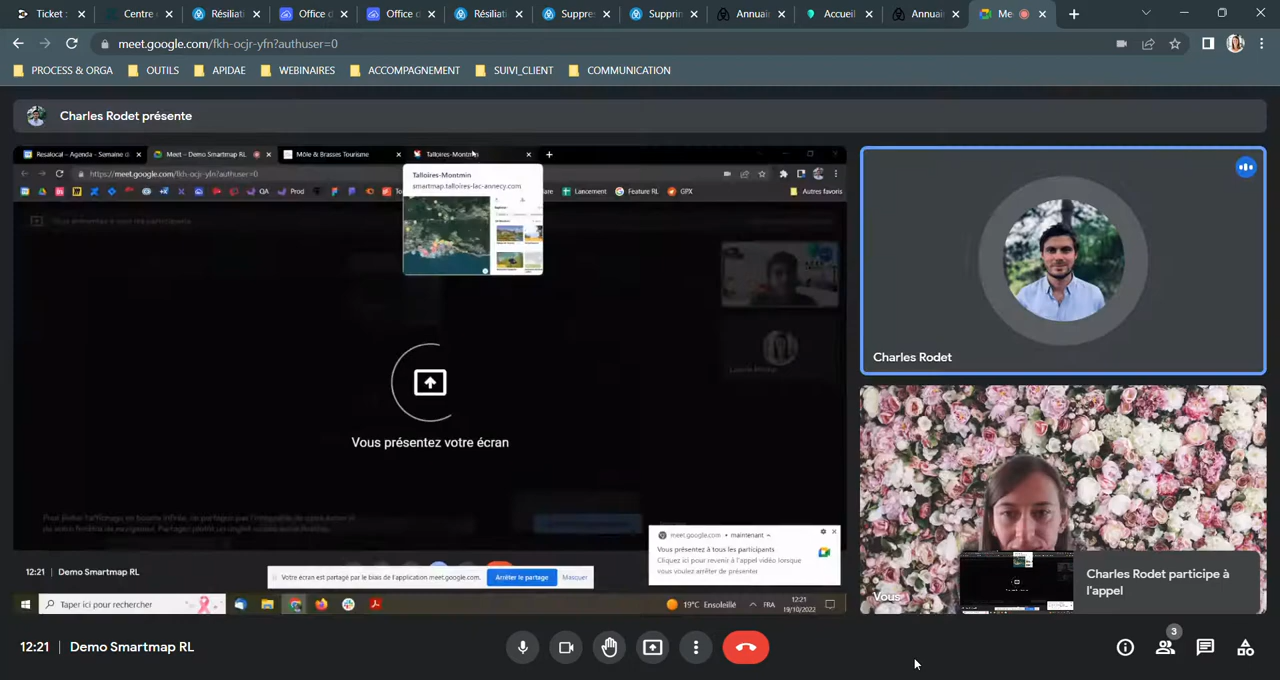 Ticket :
Centre
Résiliati
Office d
Office d
Résiliati
Suppres
Supprin
Annuair
Accueil
Annuair
Me
meet.google.com/fkh-ocjr-yfn?authuser=0
PROCESS & ORGA
OUTILS
APIDAE
WEBINAIRES
ACCOMPAGNEMENT
SUIVI_CLIENT
COMMUNICATION
Charles Rodet présente
Resalocal – Agenda - Semaine d
Meet – Demo Smartmap RL
Môle & Brasses Tourisme
Talloires-Montmin
https://meet.google.com/fkh-ocjr-yfn?authuser=0
Talloires-Montmin
smartmap.talloires-lac-annecy.com
QA
Prod
Lancement
Feature RL
GPX
Autres favoris
Vous présentez votre écran
meet.google.com • maintenant
Vous présentez à tous les participants
Cliquez ici pour revenir à l'appel vidéo lorsque
vous voulez arrêter de présenter
12:21 | Demo Smartmap RL
Votre écran est partagé par le biais de l'application meet.google.com.
Arrêter le partage
Masquer
Taper ici pour rechercher
19°C Ensoleillé
FRA
12:21
19/10/2022
Charles Rodet
Vous
Charles Rodet participe à
l'appel
12:21 | Demo Smartmap RL
3